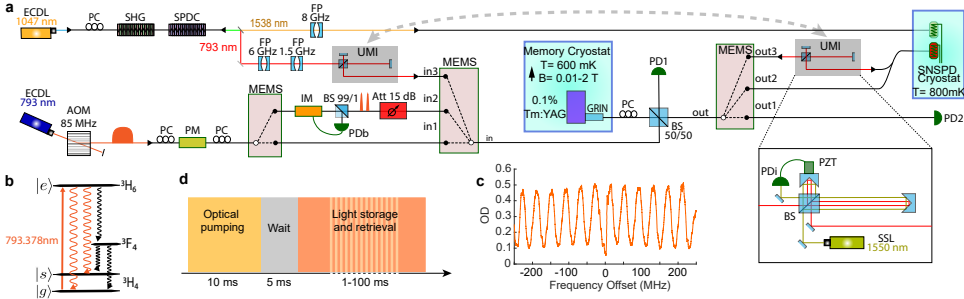 a
ECDL
1047 nm
PC
SHG
SPDC
1538 nm
793 nm
FP
8 GHz
FP
6 GHz
FP
1.5 GHz
UMI
ECDL
793 nm
AOM
85 MHz
PC
PM
PC
MEMS
IM
BS 99/1
Att 15 dB
PDb
in3
in2
in1
MEMS
in
Memory Cryostat
T= 600 mK
B= 0.01-2 T
0.1%
Tm:YAG
GRIN
PC
PD1
BS
50/50
out
MEMS
out3
out2
out1
UMI
SNSPD
Cryostat
T= 800mK
PD2
PZT
PDi
BS
SSL
1550 nm
b
|e⟩
³H₆
793.378nm
³F₄
|s⟩
|g⟩
³H₄
d
Optical
pumping
Wait
Light storage
and retrieval
10 ms
5 ms
1-100 ms
c
OD
0.5
0.4
0.3
0.2
0.1
0.0
-200
-100
0
100
200
Frequency Offset (MHz)